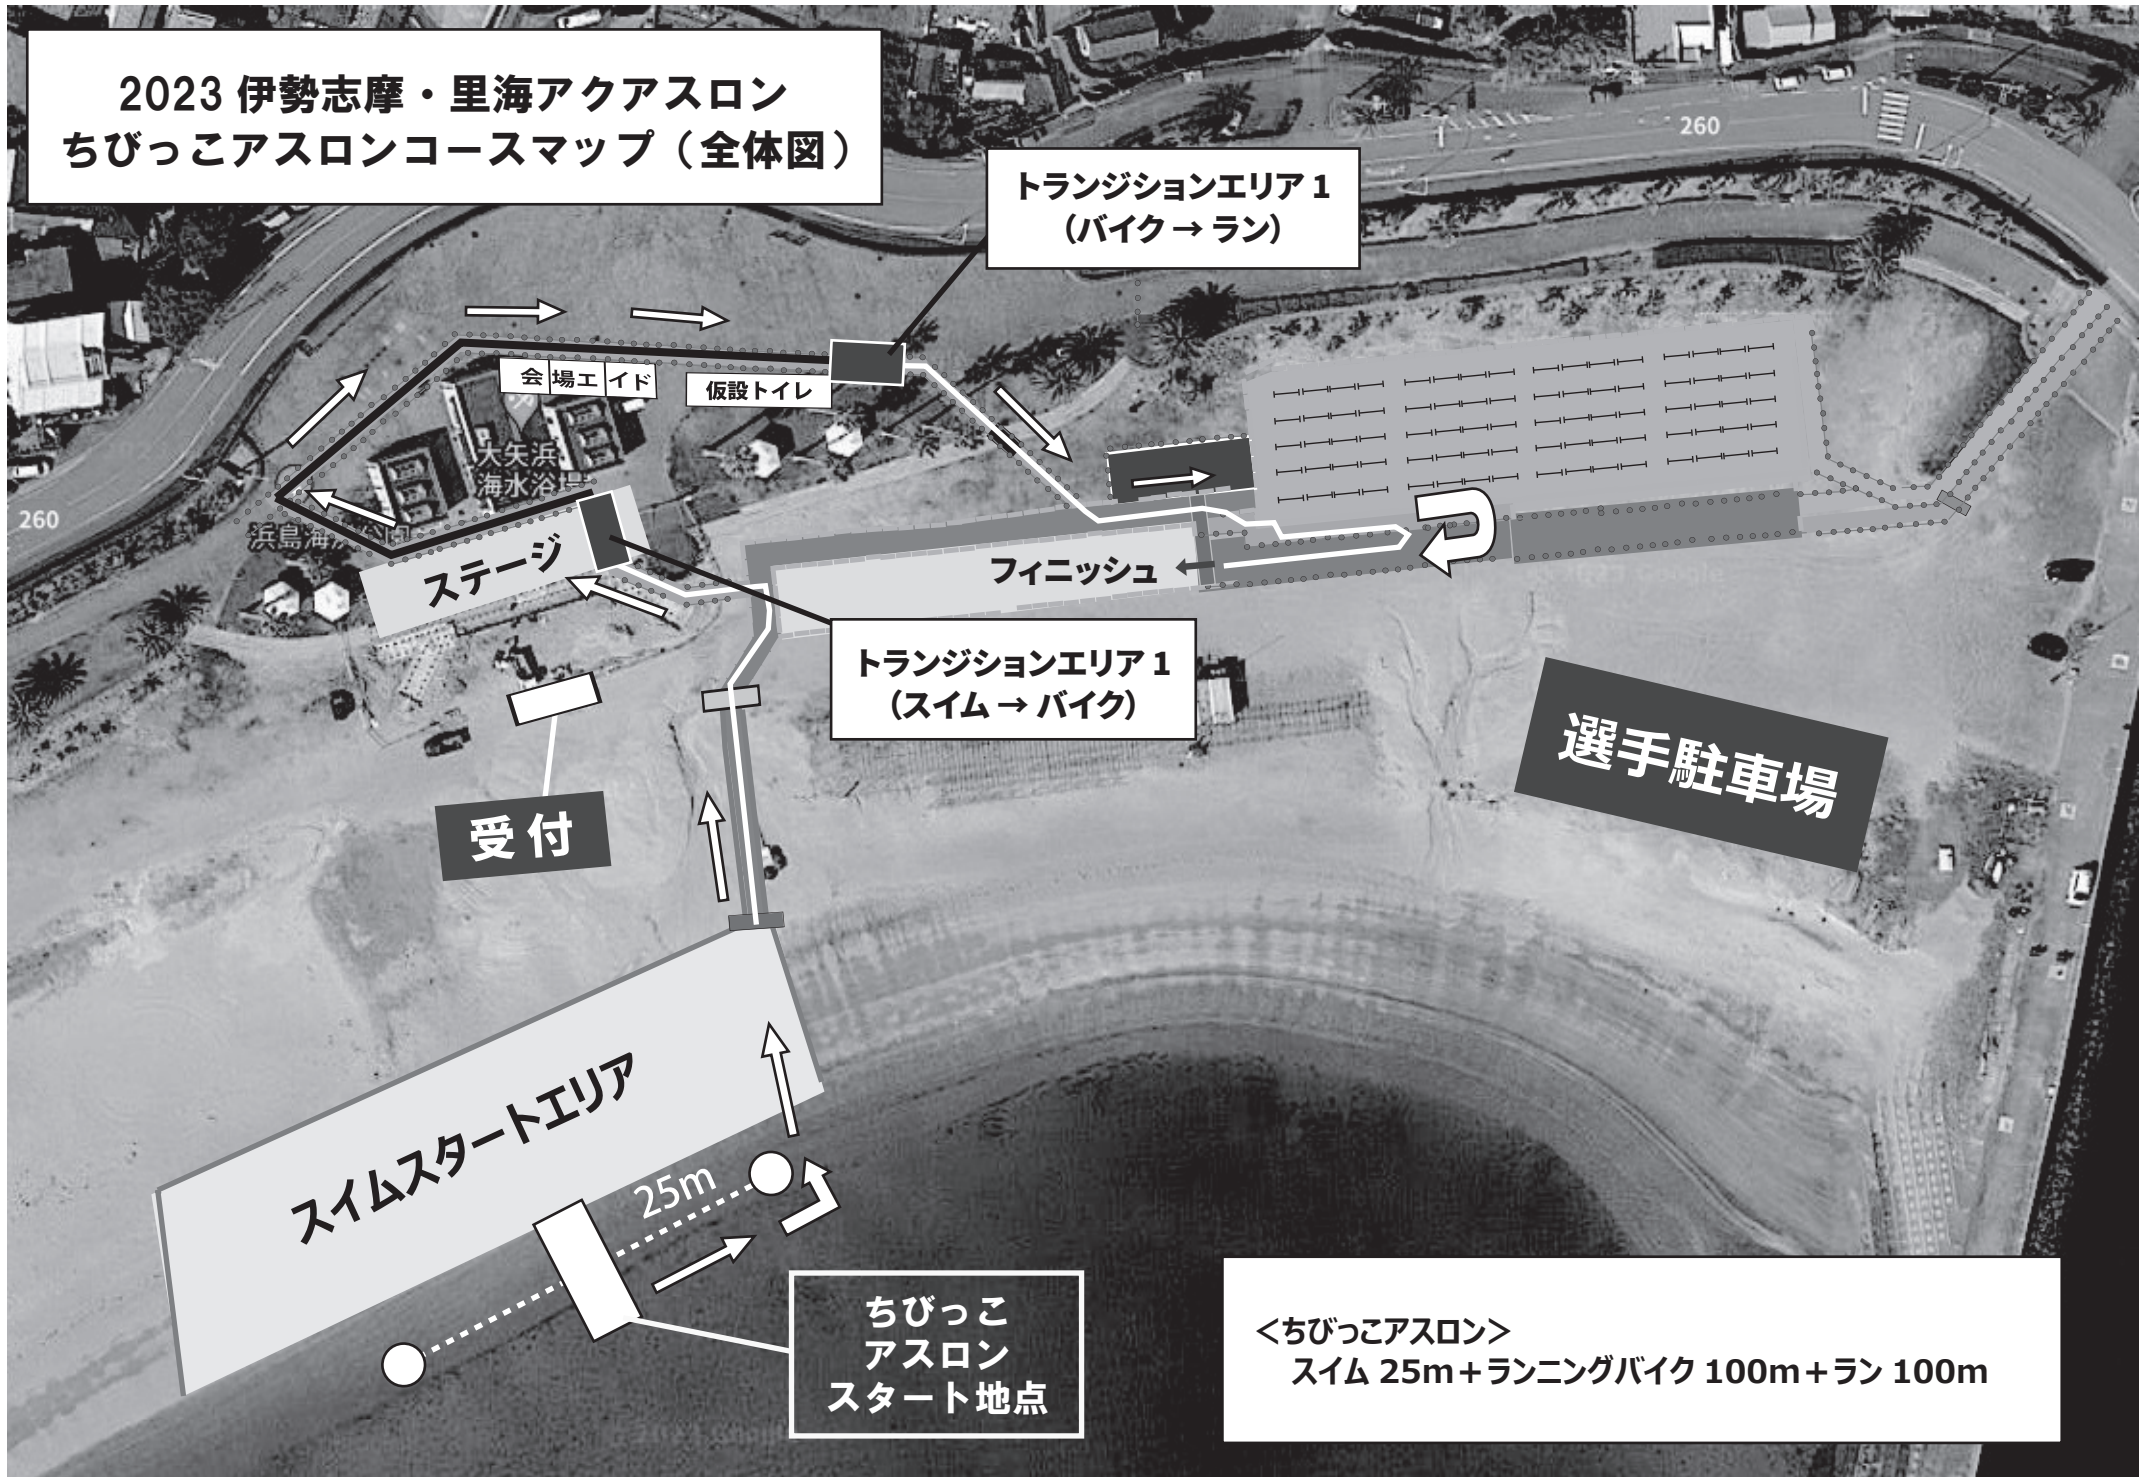 2023 伊勢志摩・里海アクアスロン
ちびっこアスロンコースマップ（全体図）
260
トランジションエリア 1
（バイク → ラン）
会場エイド
仮設トイレ
大矢浜
海水浴場
260
浜島海
ステージ
フィニッシュ
トランジションエリア 1
（スイム → バイク）
選手駐車場
受付
スイムスタートエリア
25m
ちびっこ
アスロン
スタート地点
＜ちびっこアスロン＞
スイム 25m＋ランニングバイク 100m＋ラン 100m